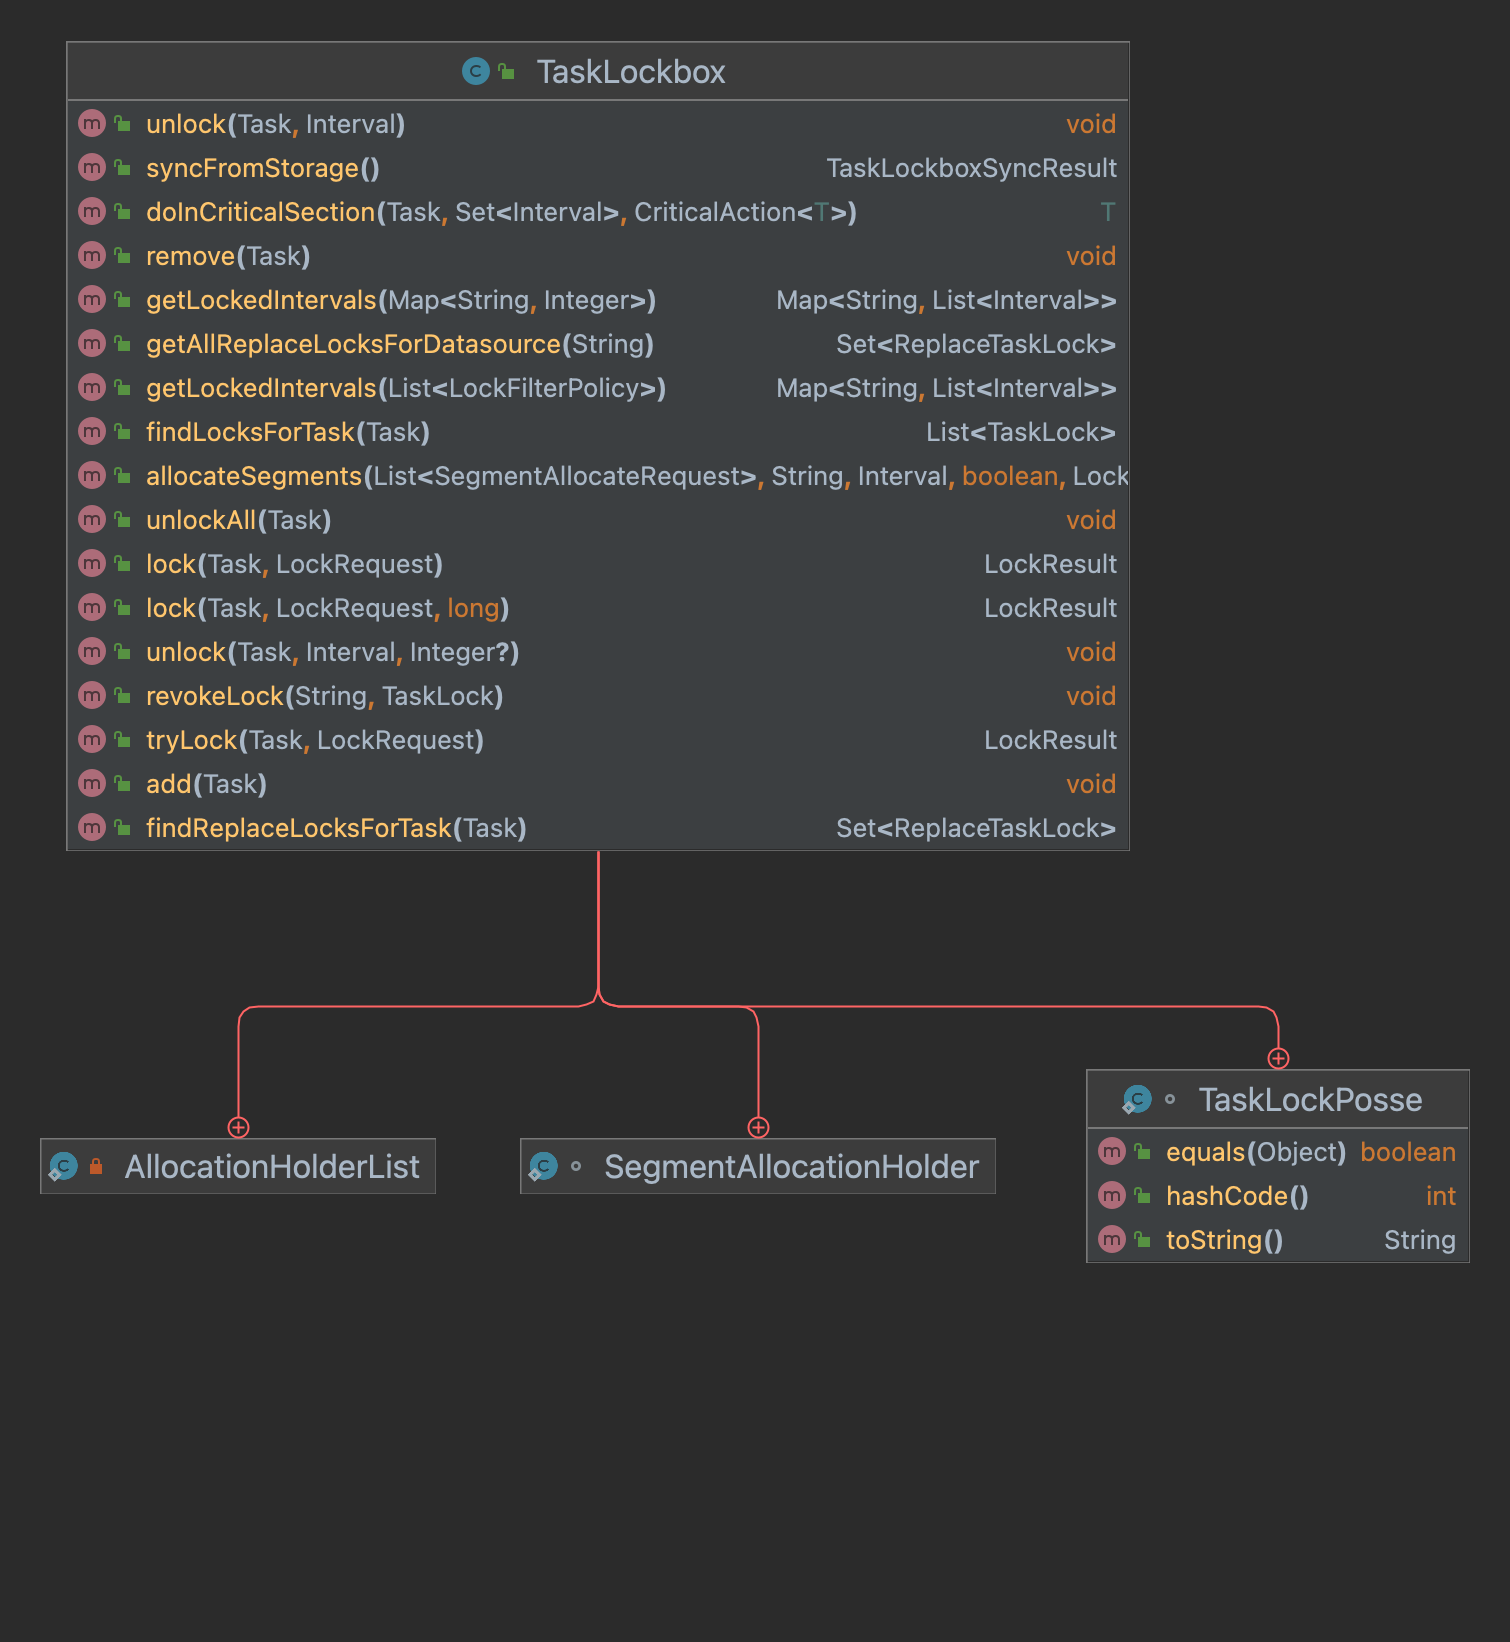 TaskLockbox
unlock(Task, Interval) void
syncFromStorage() TaskLockboxSyncResult
doInCriticalSection(Task, Set<Interval>, CriticalAction<T>) T
remove(Task) void
getLockedIntervals(Map<String, Integer>) Map<String, List<Interval>>
getAllReplaceLocksForDatasource(String) Set<ReplaceTaskLock>
getLockedIntervals(List<LockFilterPolicy>) Map<String, List<Interval>>
findLocksForTask(Task) List<TaskLock>
allocateSegments(List<SegmentAllocateRequest>, String, Interval, boolean, Lock
unlockAll(Task) void
lock(Task, LockRequest) LockResult
lock(Task, LockRequest, long) LockResult
unlock(Task, Interval, Integer?) void
revokeLock(String, TaskLock) void
tryLock(Task, LockRequest) LockResult
add(Task) void
findReplaceLocksForTask(Task) Set<ReplaceTaskLock>
AllocationHolderList
SegmentAllocationHolder
TaskLockPosse
equals(Object) boolean
hashCode() int
toString() String